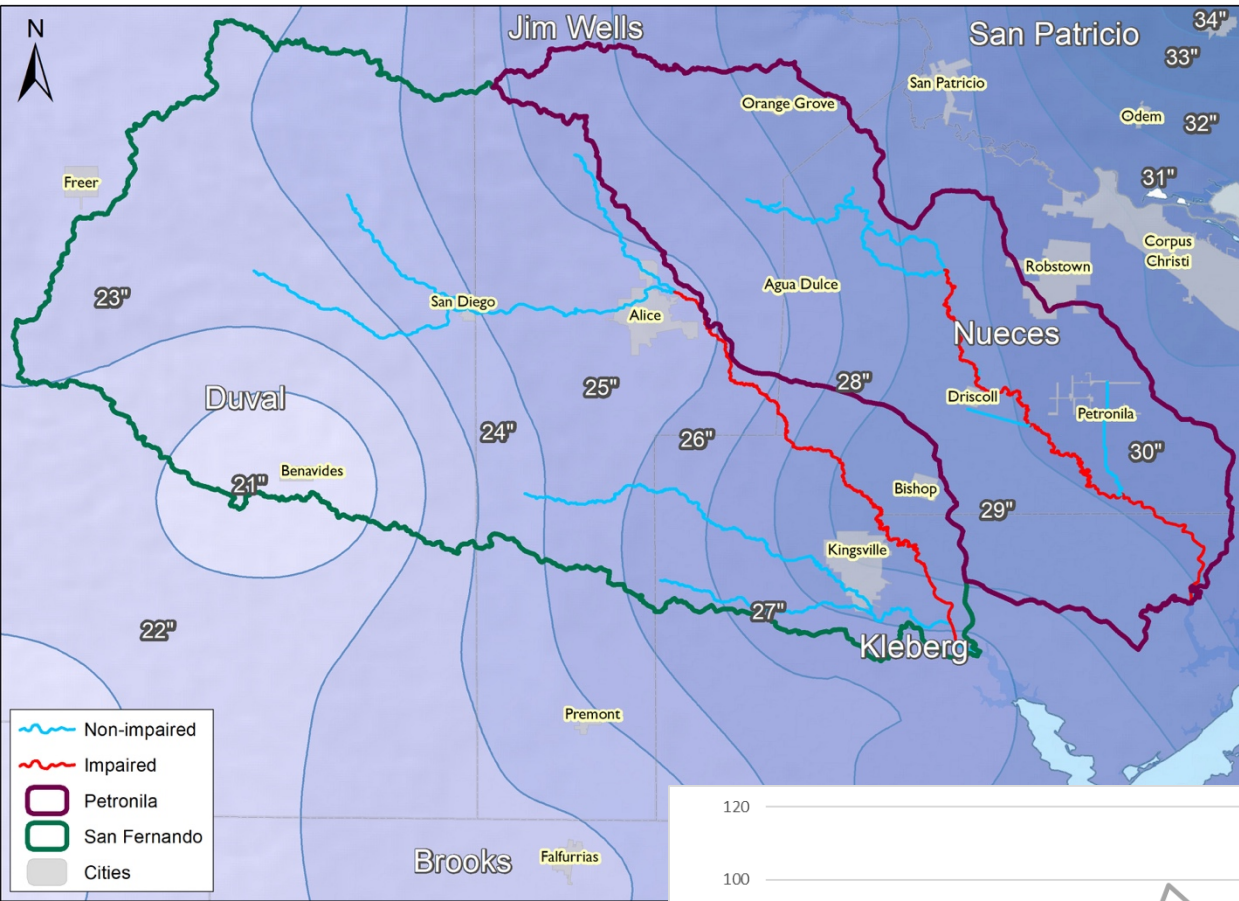 N
Jim Wells
San Patricio
34"
33"
San Patricio
Orange Grove
Odem
32"
Freer
31"
Corpus
Christi
Robstown
Agua Dulce
23"
San Diego
Alice
Nueces
Duval
25"
28"
Driscoll
Petronila
24"
26"
30"
Benavides
21"
Bishop
29"
Kingsville
27"
22"
Kleberg
Premont
Non-impaired
Impaired
Petronila
San Fernando
Cities
Brooks
Falfurrias
120
100